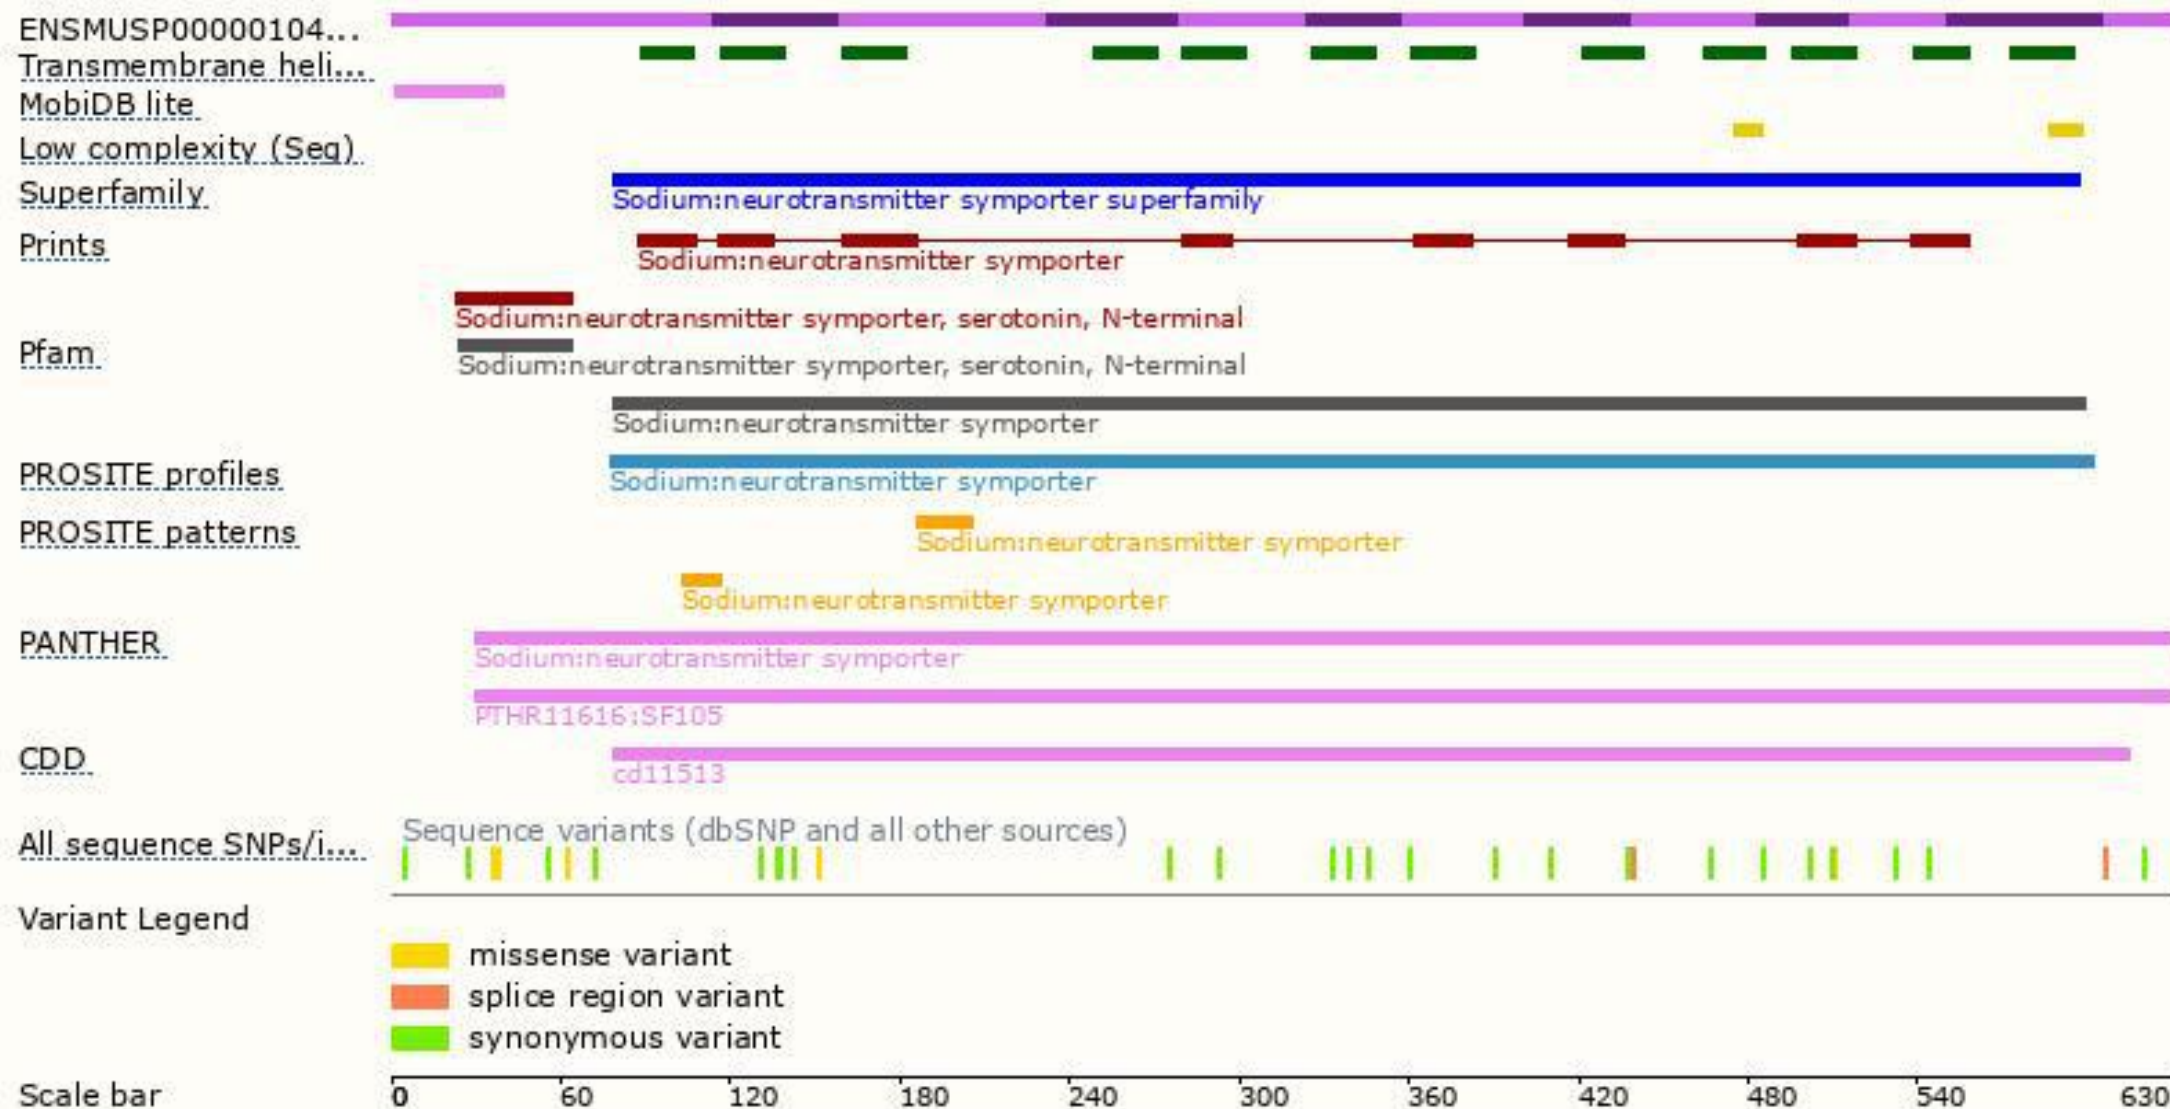 ENSMUSP00000104...
Transmembrane heli...
MobiDB lite
Low complexity (Seg)
Superfamily
Sodium:neurotransmitter symporter superfamily
Prints
Sodium:neurotransmitter symporter
Sodium:neurotransmitter symporter, serotonin, N-terminal
Pfam
Sodium:neurotransmitter symporter, serotonin, N-terminal
Sodium:neurotransmitter symporter
PROSITE profiles
Sodium:neurotransmitter symporter
PROSITE patterns
Sodium:neurotransmitter symporter
Sodium:neurotransmitter symporter
PANTHER
Sodium:neurotransmitter symporter
PTHR11616:SF105
CDD
cd11513
Sequence variants (dbSNP and all other sources)
All sequence SNPs/i...
Variant Legend
missense variant
splice region variant
synonymous variant
Scale bar 0 60 120 180 240 300 360 420 480 540 630